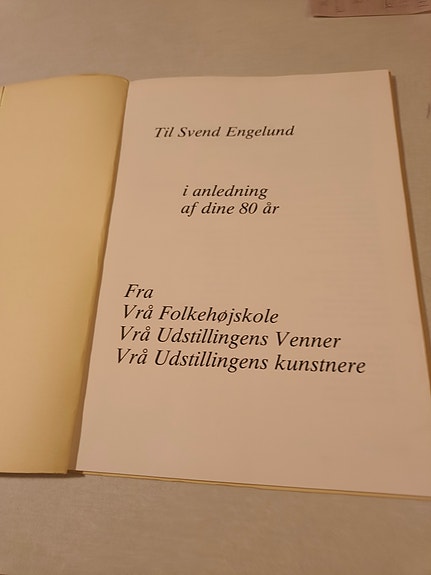 Til Svend Engelund
i anledning
af dine 80 år
Fra
Vrå Folkehøjskole
Vrå Udstillingens Venner
Vrå Udstillingens kunstnere